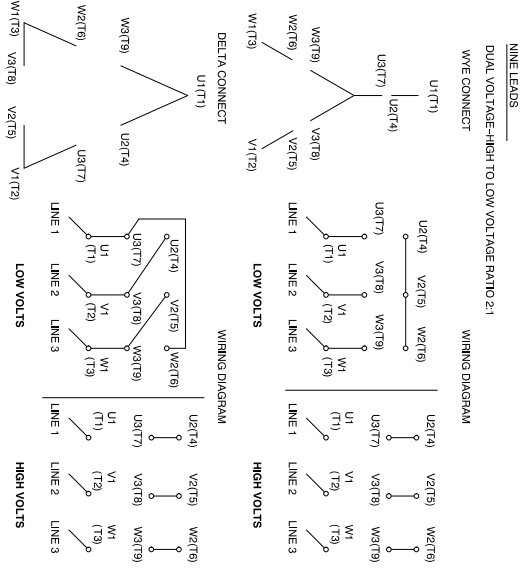 NINE LEADS
DUAL VOLTAGE–HIGH TO LOW VOLTAGE RATIO 2:1
WYE CONNECT
WIRING DIAGRAM
U1(T1)
U3(T7)
U2(T4)
W3(T9)
V3(T8)
W2(T6)
V2(T5)
W1(T3)
V1(T2)
U2(T4) V2(T5) W2(T6)
U3(T7) V3(T8) W3(T9)
U1 V1 W1
(T1) (T2) (T3)
LINE 1 LINE 2 LINE 3
LOW VOLTS
U2(T4) V2(T5) W2(T6)
U3(T7) V3(T8) W3(T9)
U1 V1 W1
(T1) (T2) (T3)
LINE 1 LINE 2 LINE 3
HIGH VOLTS
DELTA CONNECT
WIRING DIAGRAM
U1(T1)
W3(T9)
U2(T4)
W2(T6)
U3(T7)
W1(T3)
V3(T8)
V2(T5)
V1(T2)
U2(T4) V2(T5) W2(T6)
U3(T7) V3(T8) W3(T9)
U1 V1 W1
(T1) (T2) (T3)
LINE 1 LINE 2 LINE 3
LOW VOLTS
U2(T4) V2(T5) W2(T6)
U3(T7) V3(T8) W3(T9)
U1 V1 W1
(T1) (T2) (T3)
LINE 1 LINE 2 LINE 3
HIGH VOLTS